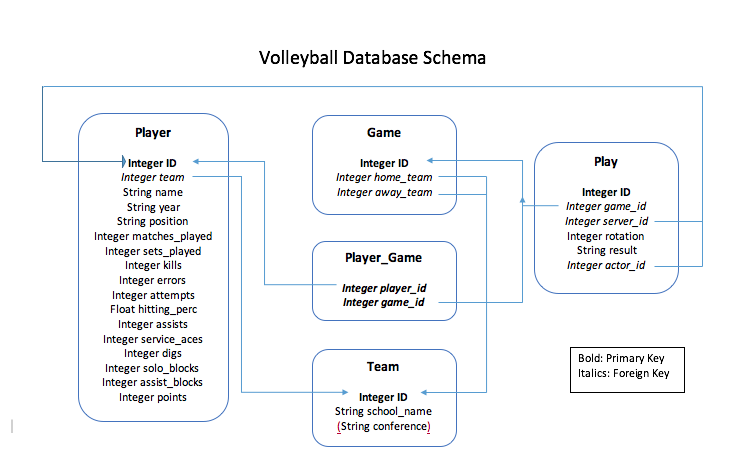 Volleyball Database Schema
Player
Integer ID
Integer team
String name
String year
String position
Integer matches_played
Integer sets_played
Integer kills
Integer errors
Integer attempts
Float hitting_perc
Integer assists
Integer service_aces
Integer digs
Integer solo_blocks
Integer assist_blocks
Integer points
Game
Integer ID
Integer home_team
Integer away_team
Player_Game
Integer player_id
Integer game_id
Team
Integer ID
String school_name
(String conference)
Play
Integer ID
Integer game_id
Integer server_id
Integer rotation
String result
Integer actor_id
Bold: Primary Key
Italics: Foreign Key